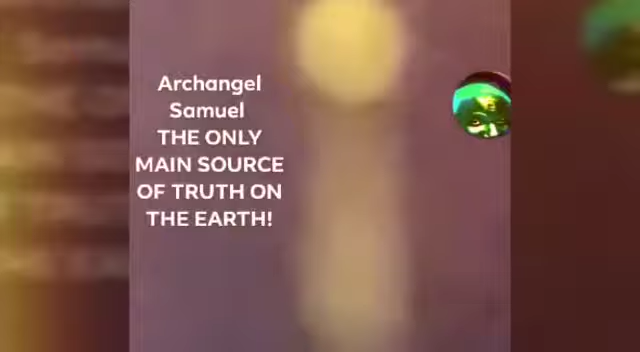 Archangel
Samuel
THE ONLY
MAIN SOURCE
OF TRUTH ON
THE EARTH!